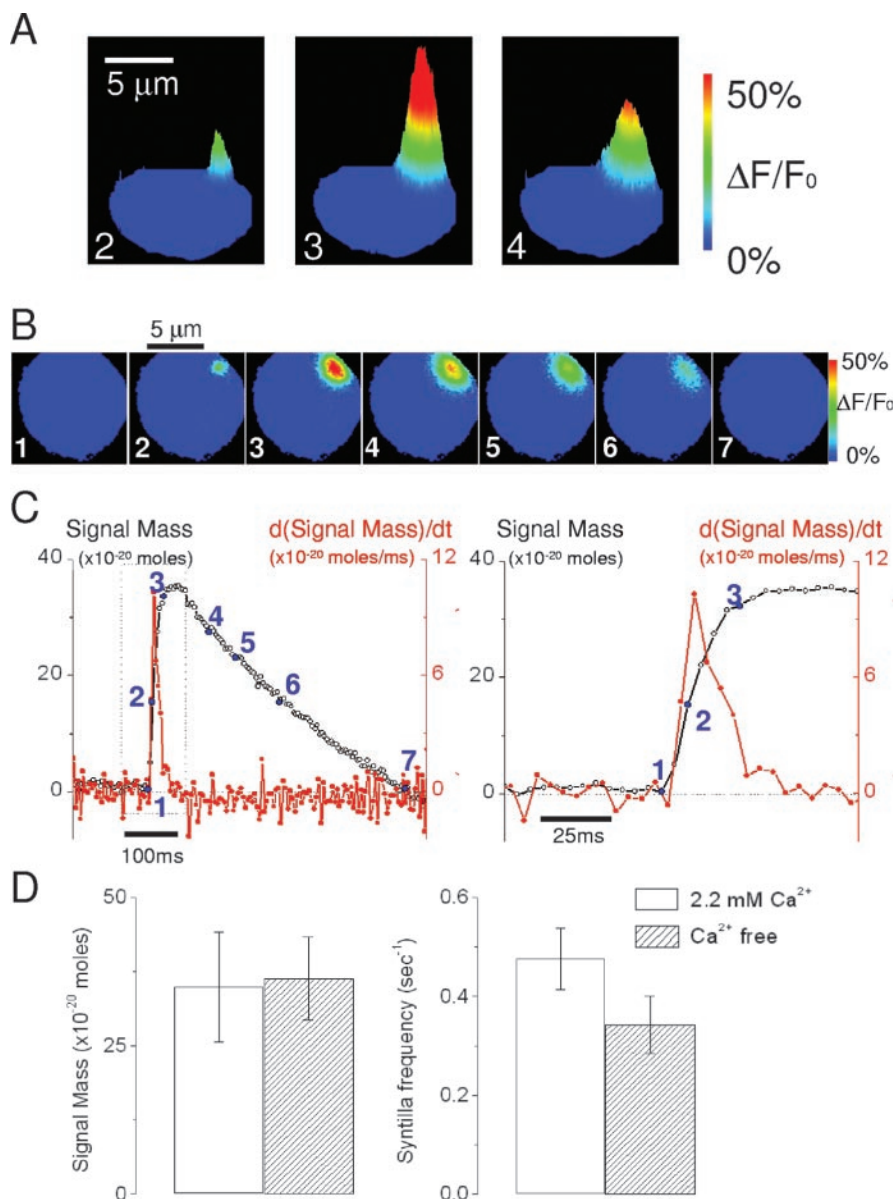 A
5 μm
2
3
4
50%
ΔF/F₀
0%
B
5 μm
1
2
3
4
5
6
7
50%
ΔF/F₀
0%
C
Signal Mass
(x10⁻²⁰ moles)
d(Signal Mass)/dt
(x10⁻²⁰ moles/ms)
40
20
0
12
6
0
1
2
3
4
5
6
7
100ms
Signal Mass
(x10⁻²⁰ moles)
d(Signal Mass)/dt
(x10⁻²⁰ moles/ms)
40
20
0
12
6
0
1
2
3
25ms
D
Signal Mass (x10⁻²⁰ moles)
50
25
0
Syntilla frequency (sec⁻¹)
0.6
0.4
0.2
0.0
2.2 mM Ca²⁺
Ca²⁺ free